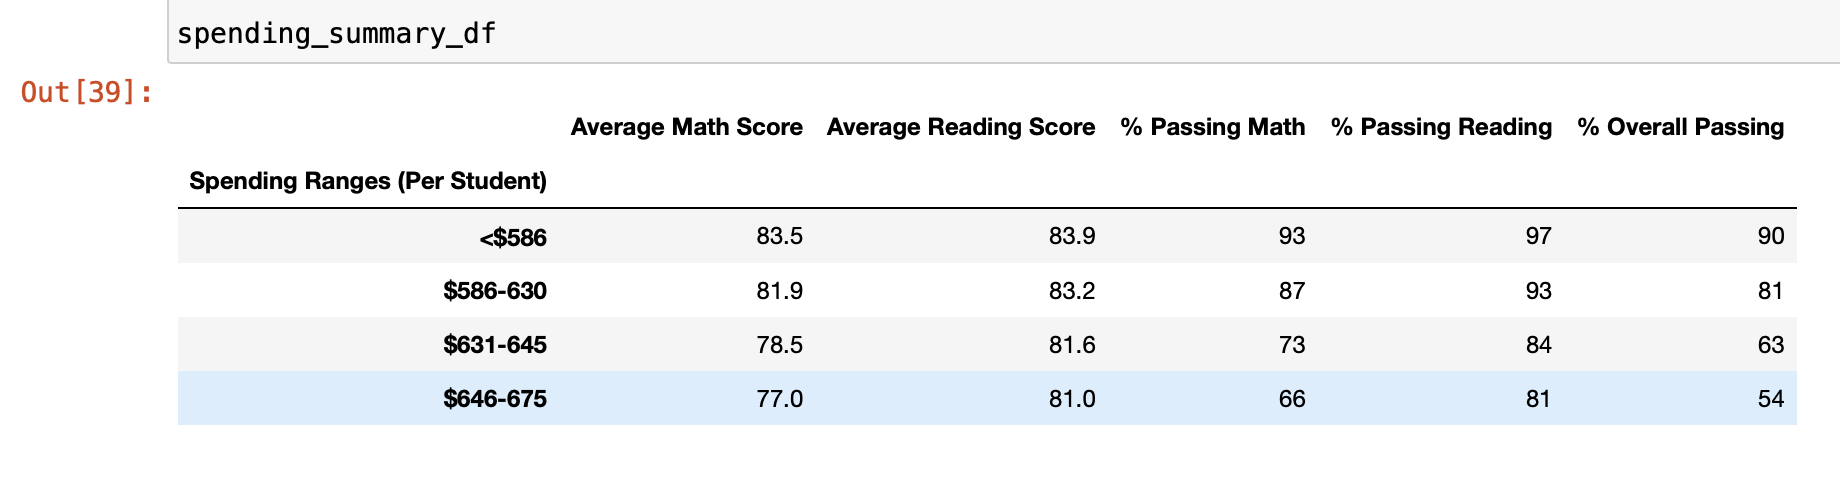 spending_summary_df
Out[39]:
Average Math Score Average Reading Score % Passing Math % Passing Reading % Overall Passing
Spending Ranges (Per Student)
<$586 83.5 83.9 93 97 90
$586-630 81.9 83.2 87 93 81
$631-645 78.5 81.6 73 84 63
$646-675 77.0 81.0 66 81 54